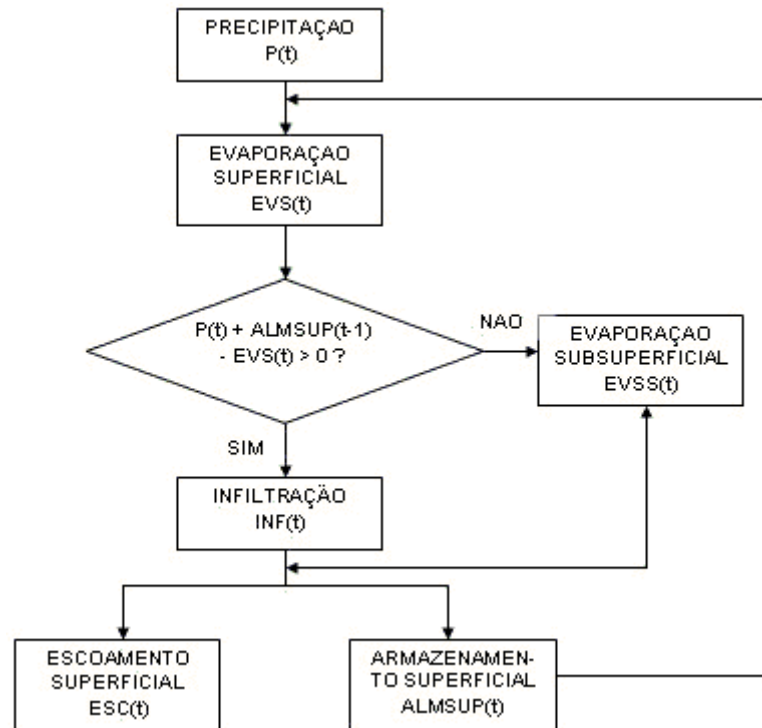 PRECIPITAÇAO
P(t)
EVAPORAÇAO
SUPERFICIAL
EVS(t)
P(t) + ALMSUP(t-1)
- EVS(t) > 0 ?
NAO
EVAPORAÇAO
SUBSUPERFICIAL
EVSS(t)
SIM
INFILTRAÇÄO
INF(t)
ESCOAMENTO
SUPERFICIAL
ESC(t)
ARMAZENAMEN-
TO SUPERFICIAL
ALMSUP(t)